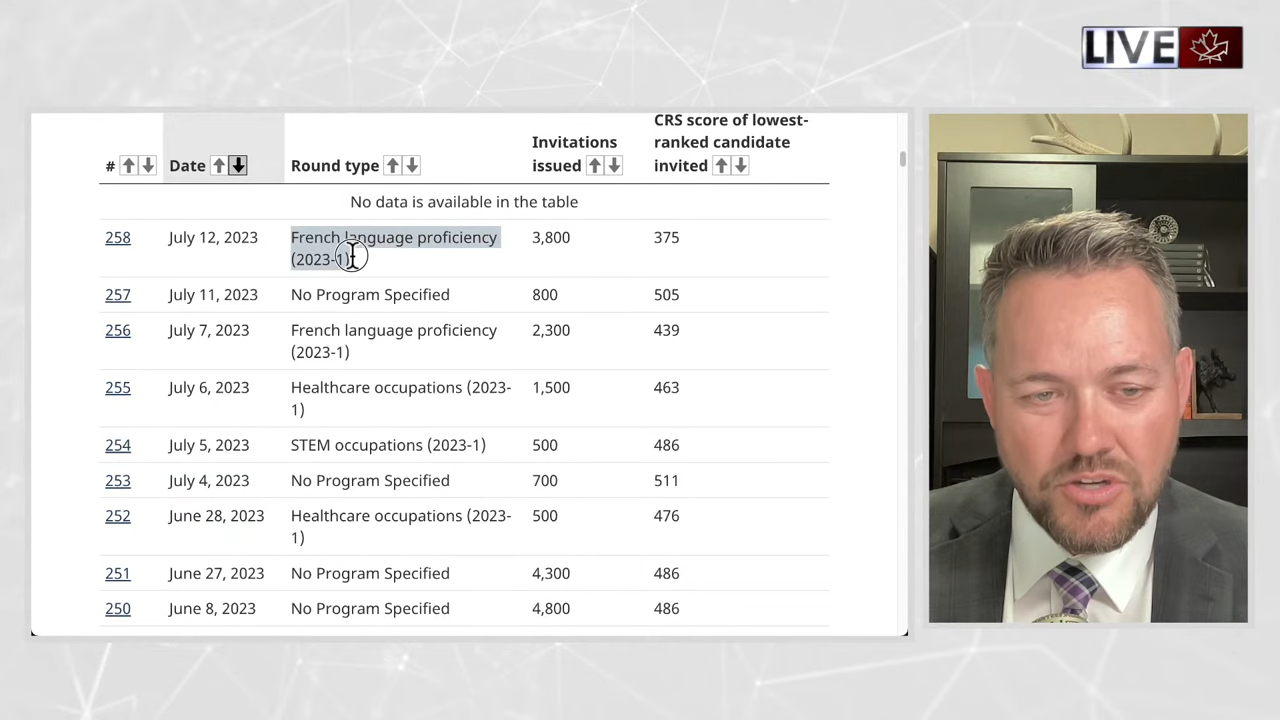 LIVE
CRS score of lowest-
Invitations ranked candidate
# Date Round type issued invited
No data is available in the table
258 July 12, 2023 French language proficiency 3,800 375
(2023-1)
257 July 11, 2023 No Program Specified 800 505
256 July 7, 2023 French language proficiency 2,300 439
(2023-1)
255 July 6, 2023 Healthcare occupations (2023- 1,500 463
1)
254 July 5, 2023 STEM occupations (2023-1) 500 486
253 July 4, 2023 No Program Specified 700 511
252 June 28, 2023 Healthcare occupations (2023- 500 476
1)
251 June 27, 2023 No Program Specified 4,300 486
250 June 8, 2023 No Program Specified 4,800 486